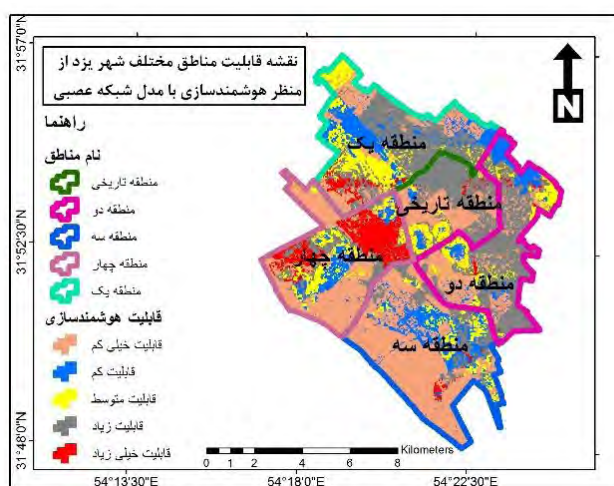 نقشه قابلیت مناطق مختلف شهر یزد از
منظر هوشمندسازی با مدل شبکه عصبی
راهنما
نام مناطق
منطقه تاریخی
منطقه دو
منطقه سه
منطقه چهار
منطقه یک
قابلیت هوشمندسازی
قابلیت خیلی کم
قابلیت کم
قابلیت متوسط
قابلیت زیاد
قابلیت خیلی زیاد
N
منطقه یک
منطقه تاریخی
منطقه چهار
منطقه دو
منطقه سه
Kilometers
0 1 2 4 6 8
31°57'0"N
31°52'30"N
31°48'0"N
54°13'30"E
54°18'0"E
54°22'30"E